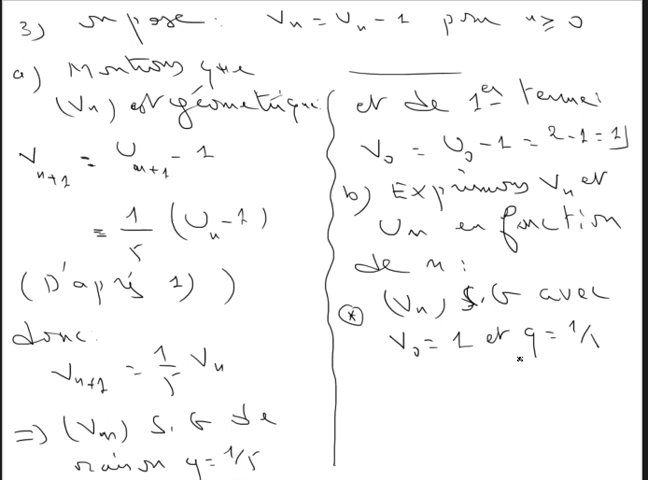 3) on pose : Vn = Un - 1 pour n ≥ 0
a) Montrons que
(Vn) est géométrique
Vn+1 = Un+1 - 1
= 1/5 (Un - 1)
(D'après 1))
donc:
Vn+1 = 1/5 Vn
=> (Vn) S.G de
raison q = 1/5
et de 1er terme:
V0 = U0 - 1 = 2 - 1 = 1
b) Exprimons Vn et
Un en fonction
de n :
* (Vn) S.G avec
V0 = 1 et q = 1/